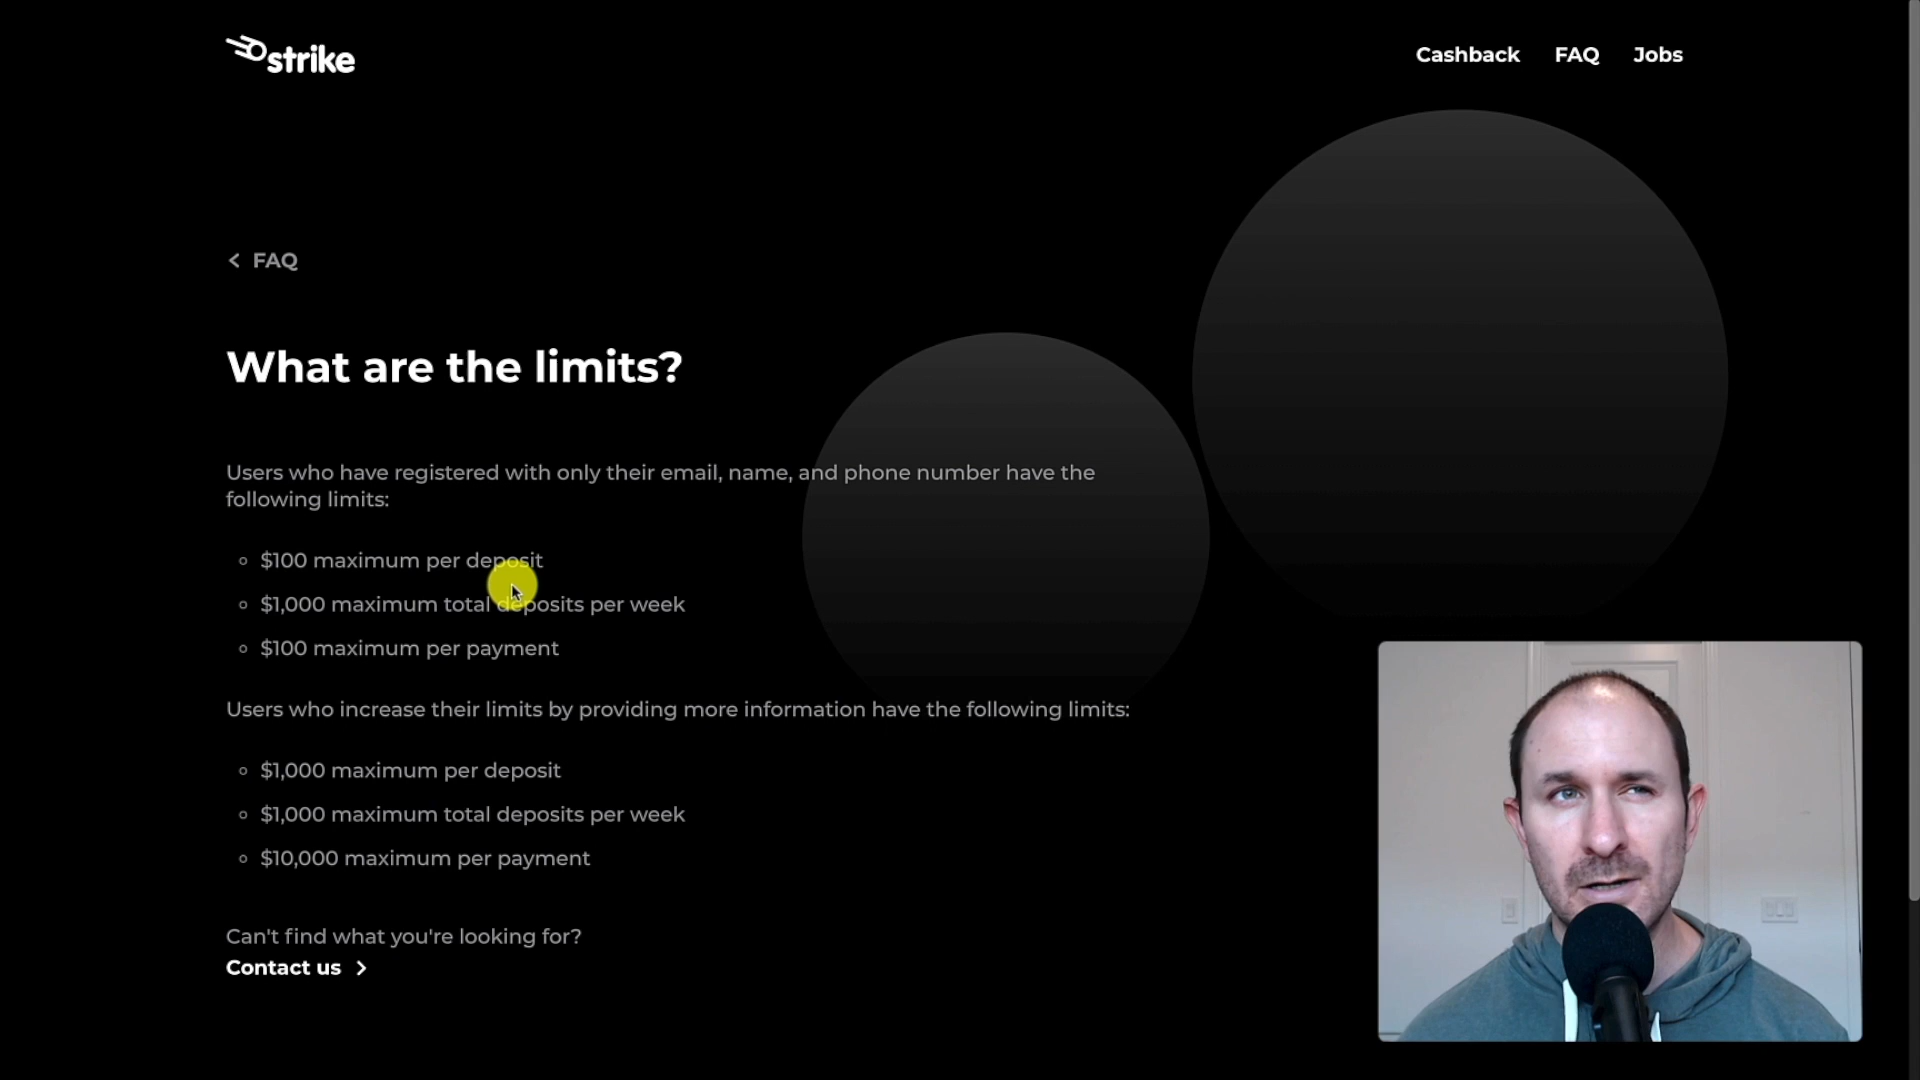 strike
Cashback FAQ Jobs
< FAQ
What are the limits?
Users who have registered with only their email, name, and phone number have the
following limits:
$100 maximum per deposit
$1,000 maximum total deposits per week
$100 maximum per payment
Users who increase their limits by providing more information have the following limits:
$1,000 maximum per deposit
$1,000 maximum total deposits per week
$10,000 maximum per payment
Can't find what you're looking for?
Contact us >